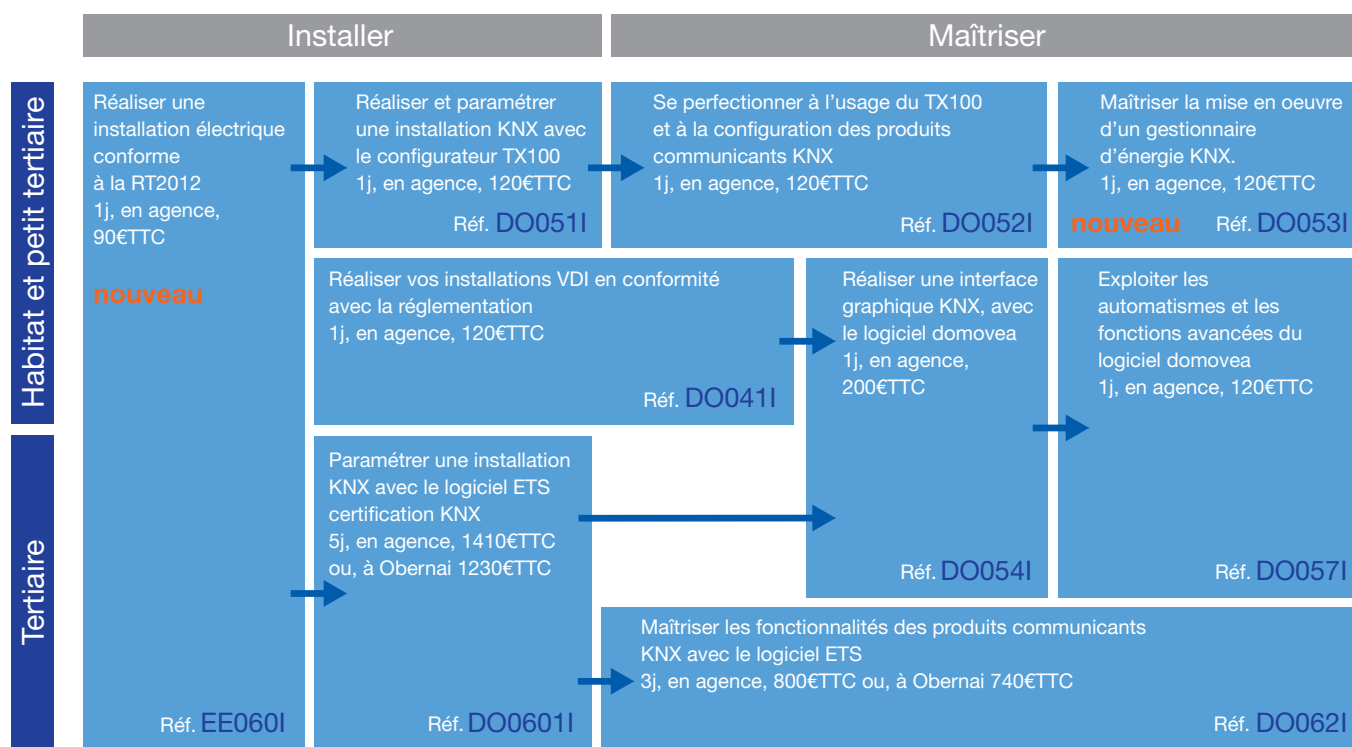 Installer
Maîtriser
Habitat et petit tertiaire
Réaliser une
installation électrique
conforme
à la RT2012
1j, en agence,
90€TTC
nouveau
Réf. EE060I
Réaliser et paramétrer
une installation KNX avec
le configurateur TX100
1j, en agence, 120€TTC
Réf. DO051I
Se perfectionner à l'usage du TX100
et à la configuration des produits
communicants KNX
1j, en agence, 120€TTC
Réf. DO052I
Maîtriser la mise en oeuvre
d'un gestionnaire
d'énergie KNX.
1j, en agence, 120€TTC
nouveau Réf. DO053I
Réaliser vos installations VDI en conformité
avec la réglementation
1j, en agence, 120€TTC
Réf. DO041I
Réaliser une interface
graphique KNX, avec
le logiciel domovea
1j, en agence,
200€TTC
Réf. DO054I
Exploiter les
automatismes et les
fonctions avancées du
logiciel domovea
1j, en agence, 120€TTC
Réf. DO057I
Tertiaire
Paramétrer une installation
KNX avec le logiciel ETS
certification KNX
5j, en agence, 1410€TTC
ou, à Obernai 1230€TTC
Réf. DO0601I
Maîtriser les fonctionnalités des produits communicants
KNX avec le logiciel ETS
3j, en agence, 800€TTC ou, à Obernai 740€TTC
Réf. DO062I